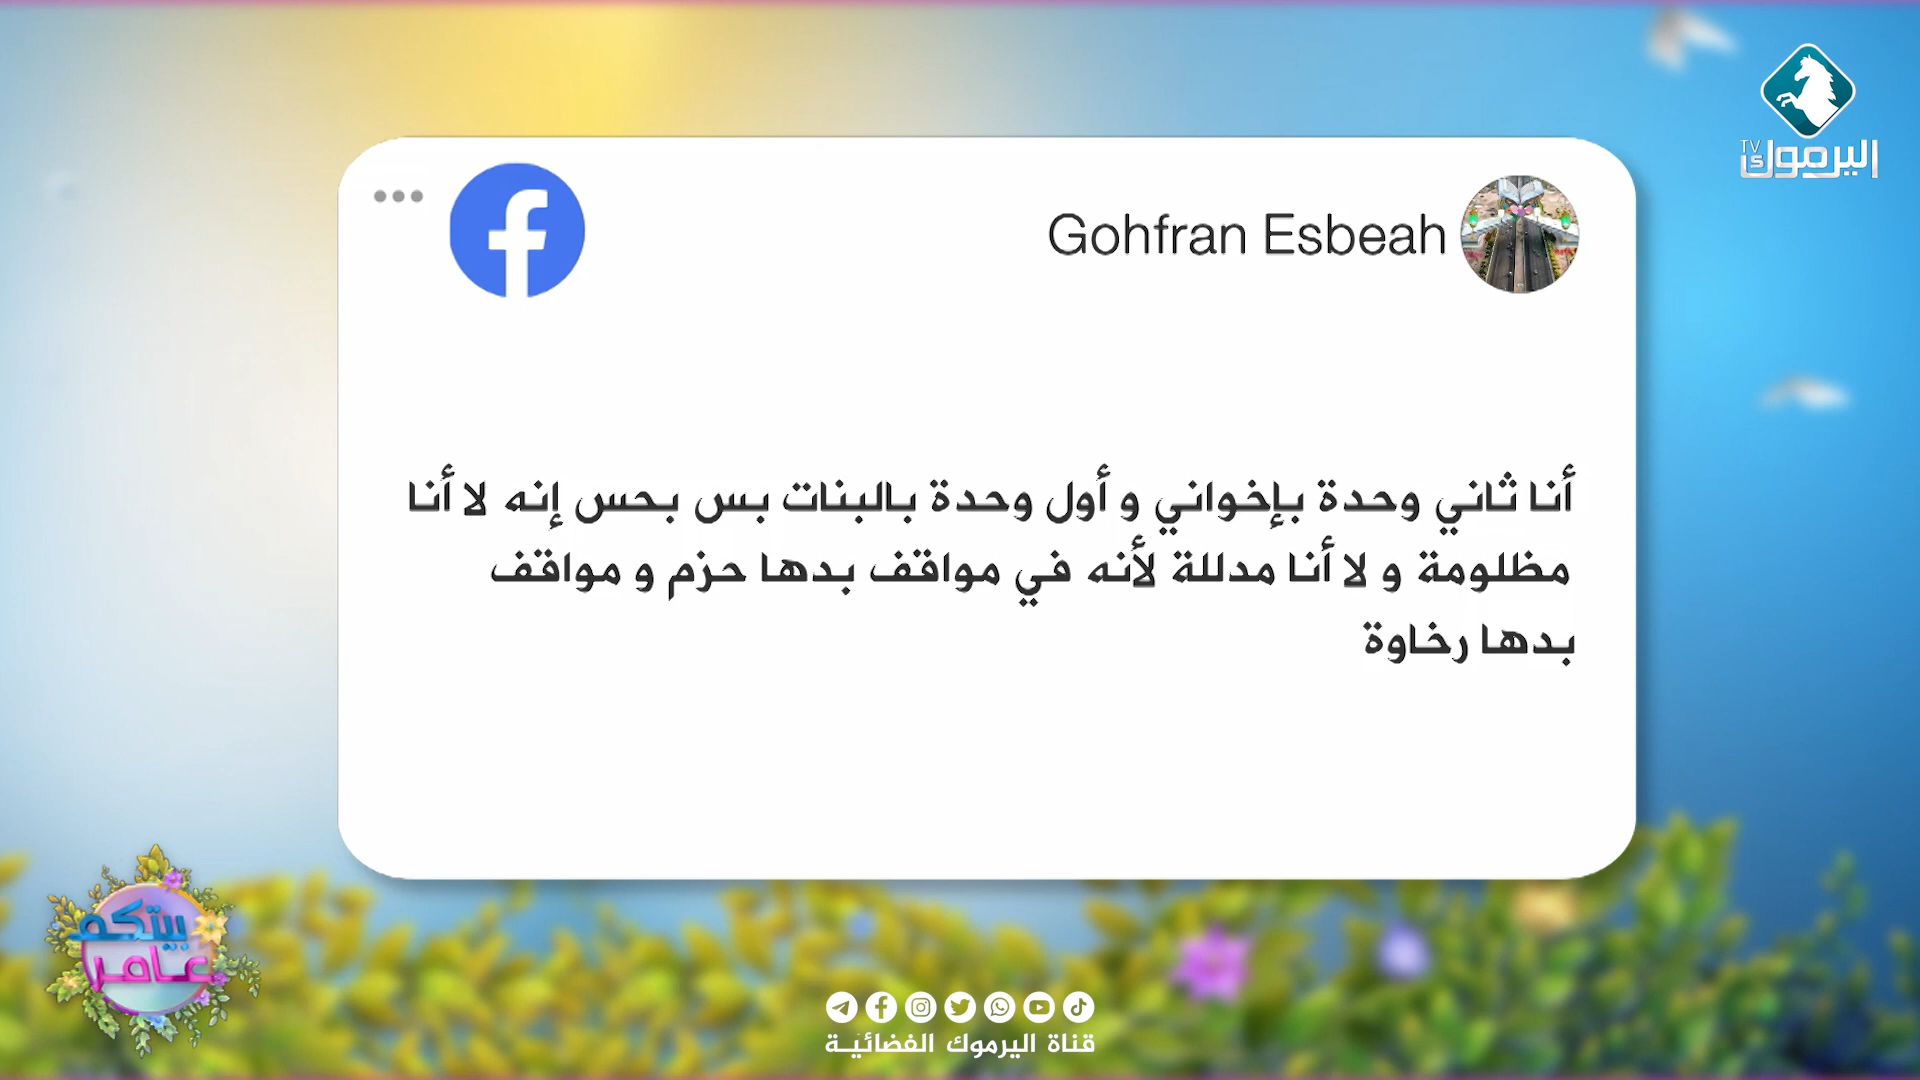 اليرموك
TV
Gohfran Esbeah
أنا ثاني وحدة بإخواني و أول وحدة بالبنات بس بحس إنه لا أنا
مظلومة و لا أنا مدللة لأنه في مواقف بدها حزم و مواقف
بدها رخاوة
بيتكم
عامر
قناة اليرموك الفضائية